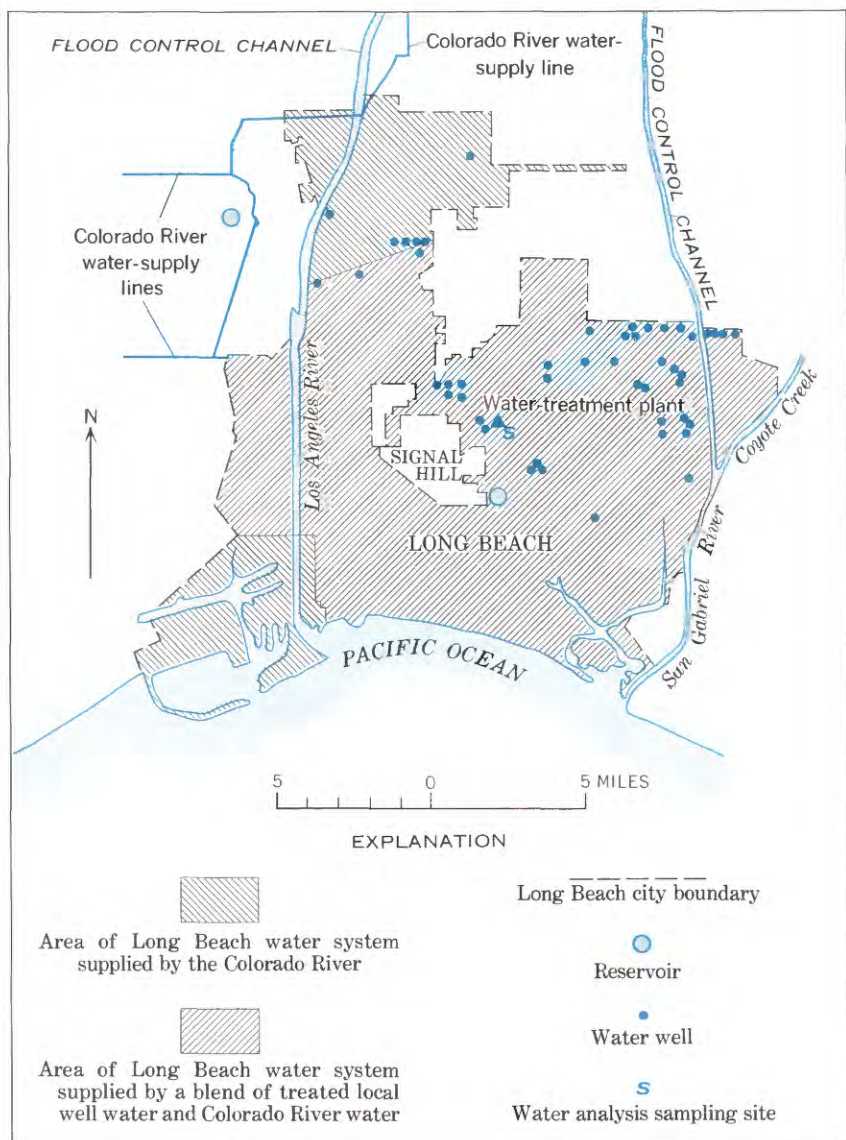 FLOOD CONTROL CHANNEL
Colorado River water-
supply line
FLOOD CONTROL CHANNEL
Colorado River
water-supply
lines
N
Los Angeles River
Water-treatment plant
S
SIGNAL
HILL
Coyote Creek
LONG BEACH
San Gabriel River
PACIFIC OCEAN
5 0 5 MILES
EXPLANATION
Area of Long Beach water system
supplied by the Colorado River
Area of Long Beach water system
supplied by a blend of treated local
well water and Colorado River water
Long Beach city boundary
Reservoir
Water well
S
Water analysis sampling site